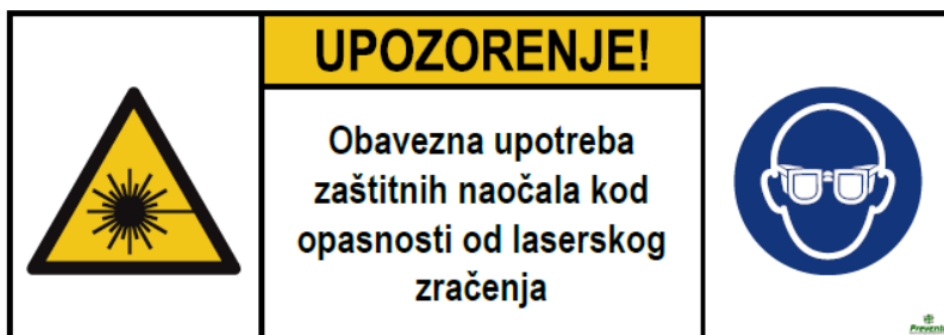 UPOZORENJE!
Obavezna upotreba
zaštitnih naočala kod
opasnosti od laserskog
zračenja